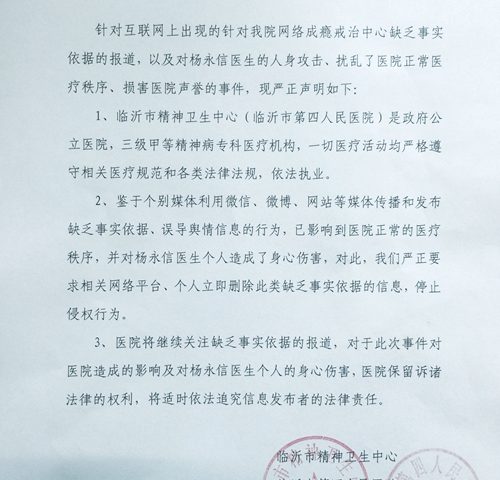 针对互联网上出现的针对我院网络成瘾戒治中心缺乏事实
依据的报道，以及对杨永信医生的人身攻击、扰乱了医院正常医
疗秩序、损害医院声誉的事件，现严正声明如下：
1、临沂市精神卫生中心（临沂市第四人民医院）是政府公
立医院，三级甲等精神病专科医疗机构，一切医疗活动均严格遵
守相关医疗规范和各类法律法规，依法执业。
2、鉴于个别媒体利用微信、微博、网站等媒体传播和发布
缺乏事实依据、误导舆情信息的行为，已影响到医院正常的医疗
秩序，并对杨永信医生个人造成了身心伤害，对此，我们严正要
求相关网络平台、个人立即删除此类缺乏事实依据的信息，停止
侵权行为。
3、医院将继续关注缺乏事实依据的报道，对于此次事件对
医院造成的影响及对杨永信医生个人的身心伤害，医院保留诉诸
法律的权利，将适时依法追究信息发布者的法律责任。
临沂市精神卫生中心
市精神卫生
第四人民